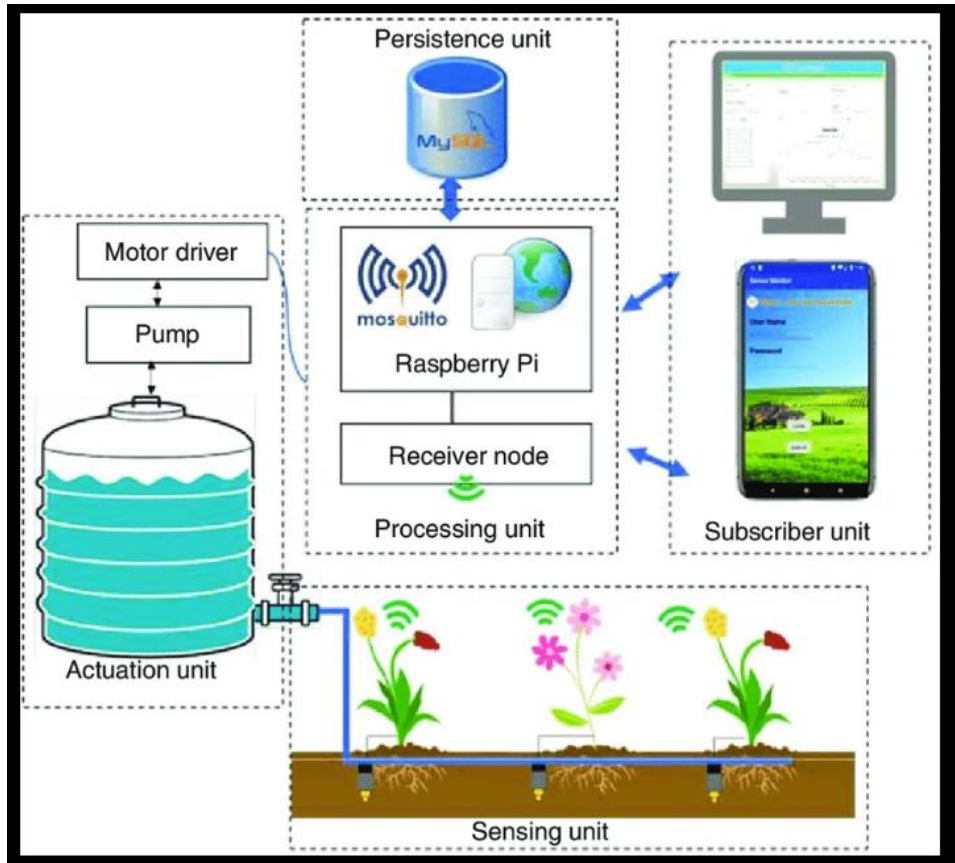 Persistence unit
MySQL
Motor driver
Pump
mosquitto
Raspberry Pi
Receiver node
Processing unit
User Name
Password
Subscriber unit
Actuation unit
Sensing unit